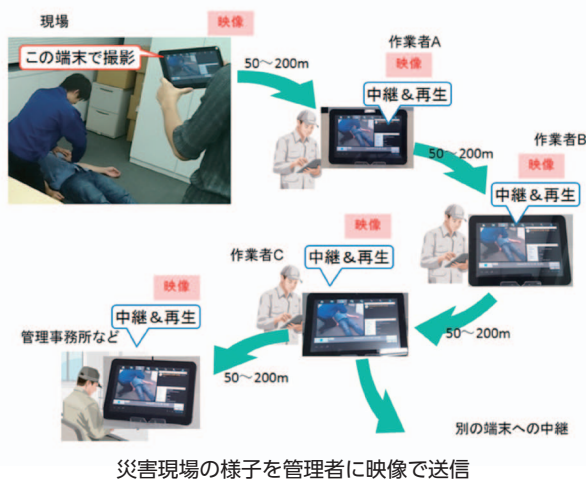 現場
映像
この端末で撮影
50～200m
作業者A
映像
中継＆再生
50～200m
作業者B
映像
中継＆再生
映像
作業者C
中継＆再生
50～200m
映像
中継＆再生
管理事務所など
50～200m
別の端末への中継
災害現場の様子を管理者に映像で送信